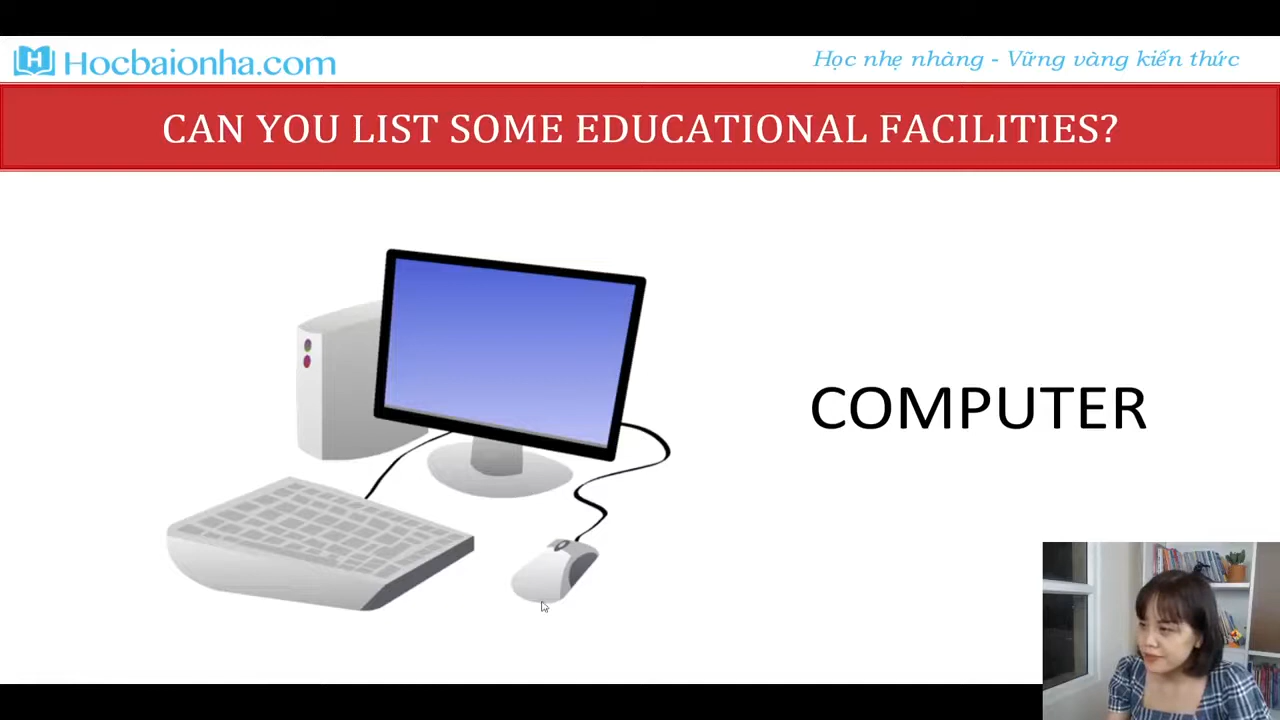 Hocbaionha.com
Học nhẹ nhàng - Vững vàng kiến thức
CAN YOU LIST SOME EDUCATIONAL FACILITIES?
COMPUTER